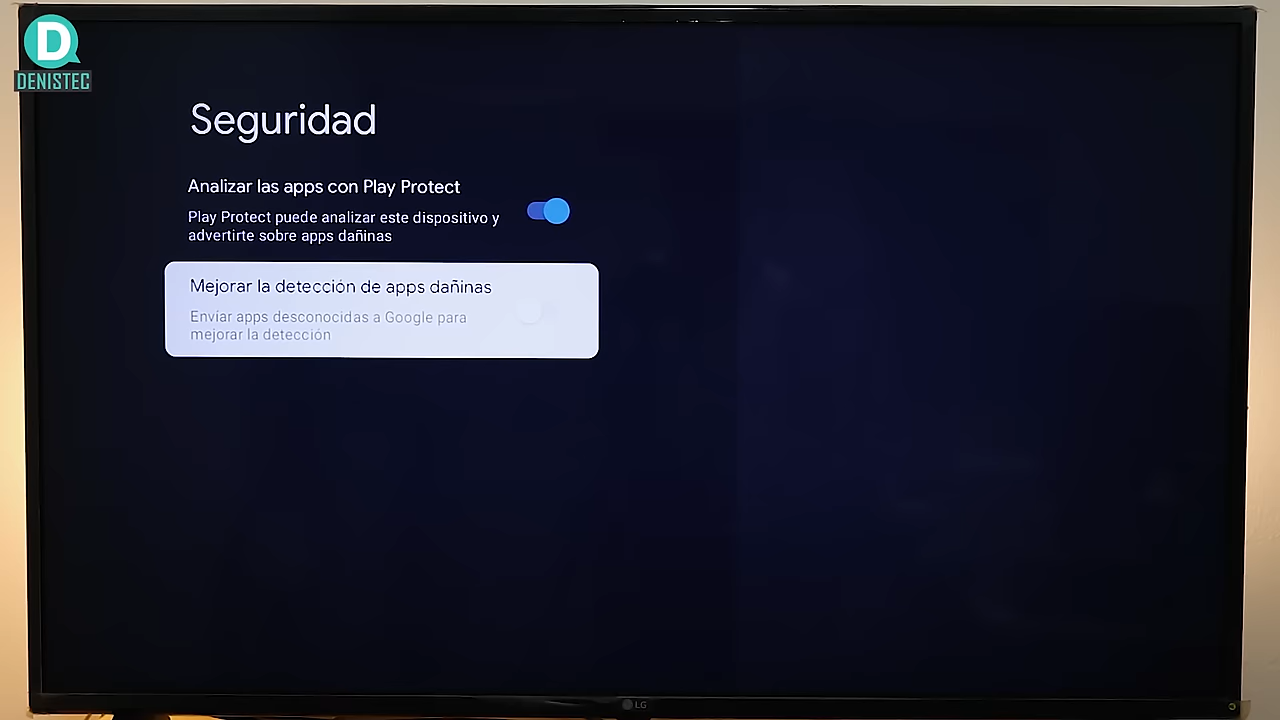 D
DENISTEC
Seguridad
Analizar las apps con Play Protect
Play Protect puede analizar este dispositivo y
advertirte sobre apps dañinas
Mejorar la detección de apps dañinas
Enviar apps desconocidas a Google para
mejorar la detección
LG